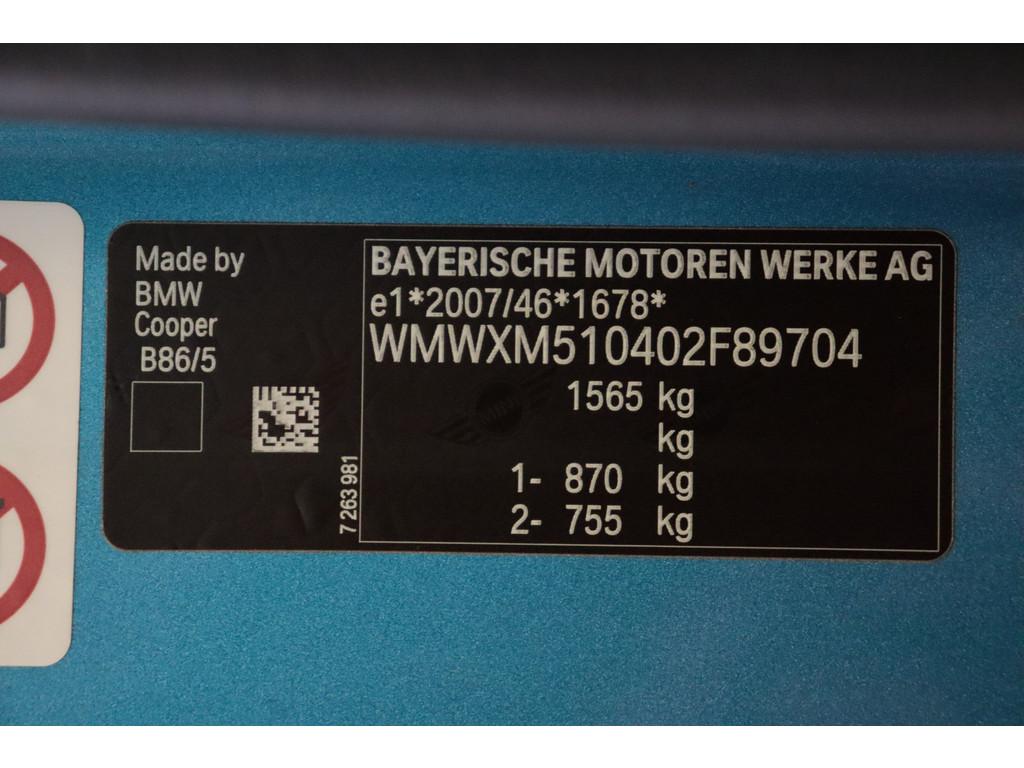 Made by
BMW
Cooper
B86/5
7 263 981
BAYERISCHE MOTOREN WERKE AG
e1*2007/46*1678*
WMWXM510402F89704
1565 kg
kg
1- 870 kg
2- 755 kg